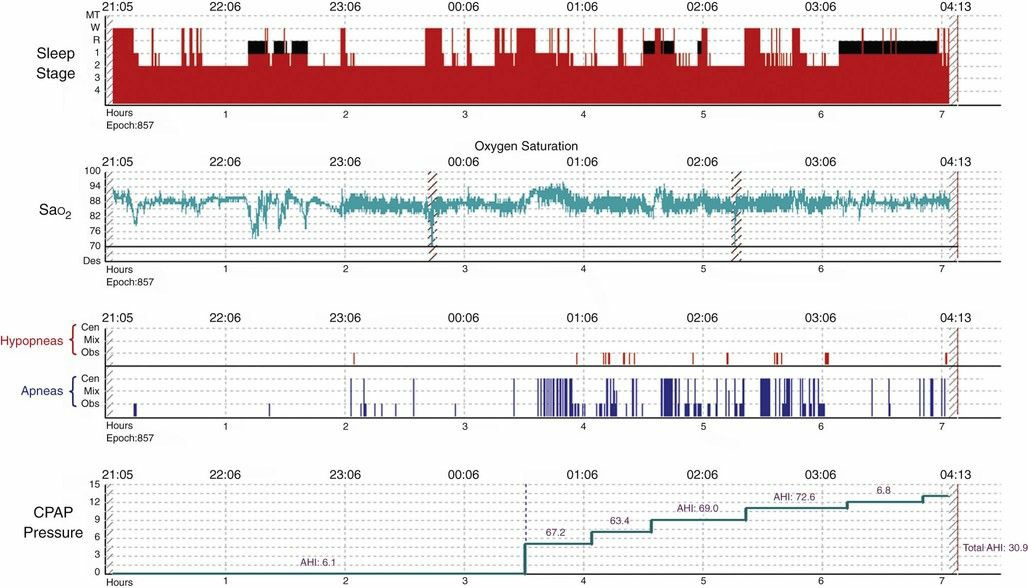 21:05 22:06 23:06 00:06 01:06 02:06 03:06 04:13
Sleep Stage
MT
W
R
1
2
3
4
Hours 1 2 3 4 5 6 7
Epoch:857
Oxygen Saturation
21:05 22:06 23:06 00:06 01:06 02:06 03:06 04:13
SaO2
100
94
88
82
76
70
Des
Hours 1 2 3 4 5 6 7
Epoch:857
21:05 22:06 23:06 00:06 01:06 02:06 03:06 04:13
Hypopneas
Cen
Mix
Obs
Apneas
Cen
Mix
Obs
Hours 1 2 3 4 5 6 7
Epoch:857
21:05 22:06 23:06 00:06 01:06 02:06 03:06 04:13
CPAP Pressure
15
12
9
6
3
0
AHI: 6.1
67.2
63.4
AHI: 69.0
AHI: 72.6
6.8
Total AHI: 30.9
Hours 1 2 3 4 5 6 7